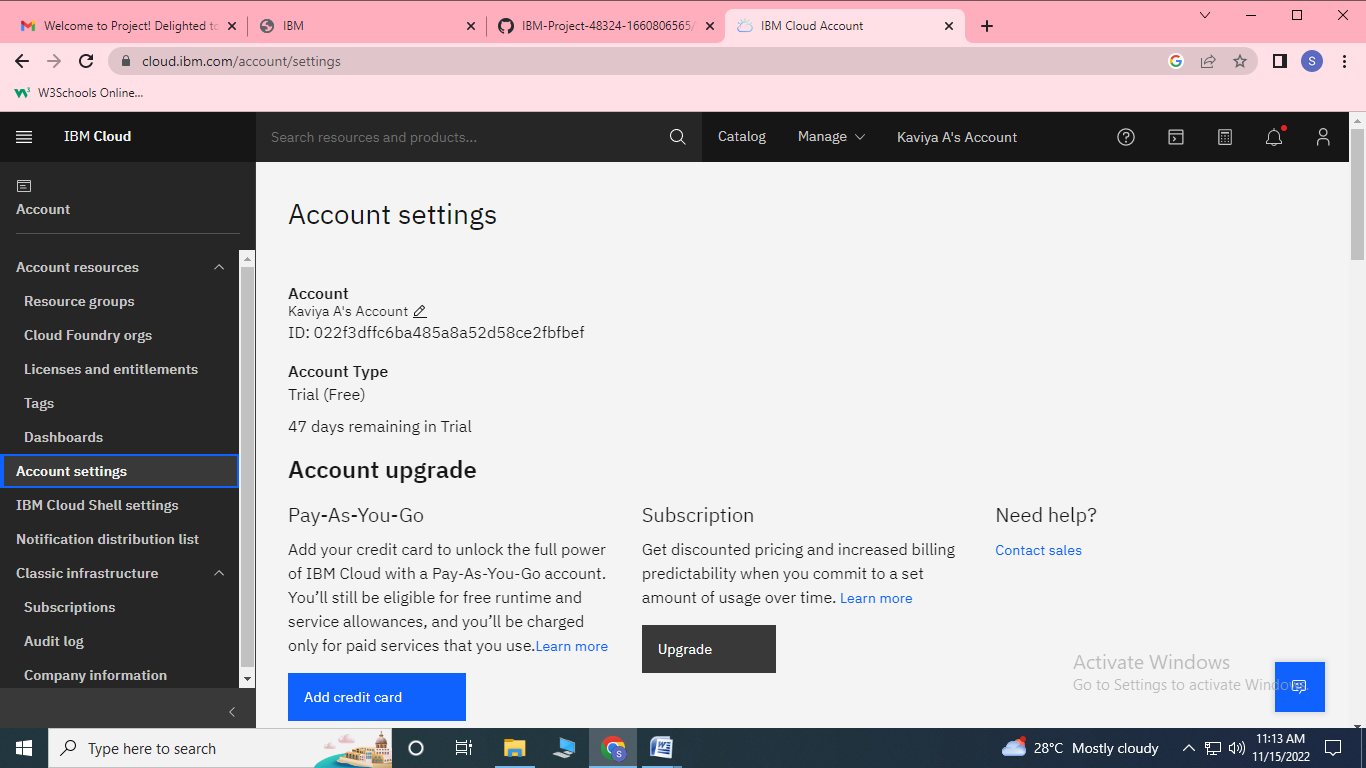 Welcome to Project! Delighted to
IBM
IBM-Project-48324-1660806565/
IBM Cloud Account
cloud.ibm.com/account/settings
S
W3Schools Online...
IBM Cloud
Search resources and products...
Catalog
Manage
Kaviya A's Account
Account
Account resources
Resource groups
Cloud Foundry orgs
Licenses and entitlements
Tags
Dashboards
Account settings
IBM Cloud Shell settings
Notification distribution list
Classic infrastructure
Subscriptions
Audit log
Company information
Account settings
Account
Kaviya A's Account
ID: 022f3dffc6ba485a8a52d58ce2fbfbef
Account Type
Trial (Free)
47 days remaining in Trial
Account upgrade
Pay-As-You-Go
Add your credit card to unlock the full power
of IBM Cloud with a Pay-As-You-Go account.
You’ll still be eligible for free runtime and
service allowances, and you’ll be charged
only for paid services that you use.Learn more
Add credit card
Subscription
Get discounted pricing and increased billing
predictability when you commit to a set
amount of usage over time. Learn more
Upgrade
Need help?
Contact sales
Activate Windows
Go to Settings to activate Windows.
Type here to search
28°C Mostly cloudy
11:13 AM
11/15/2022